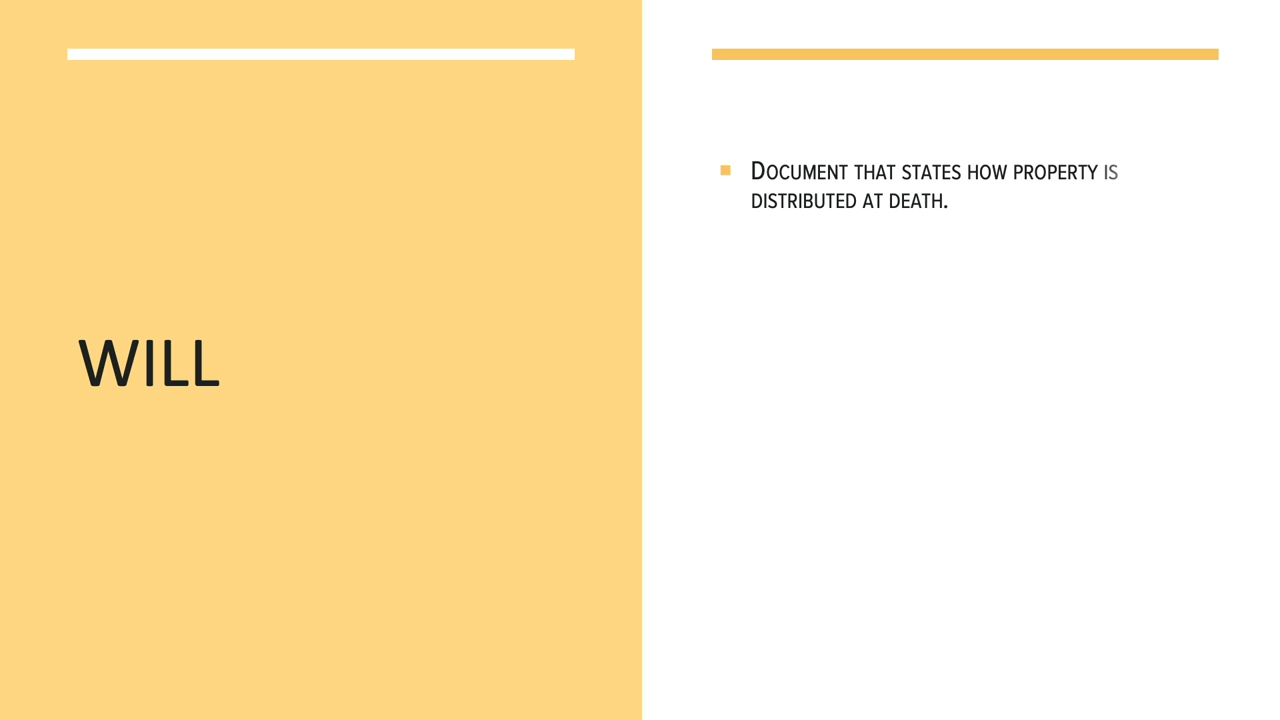 WILL
Document that states how property is
distributed at death.